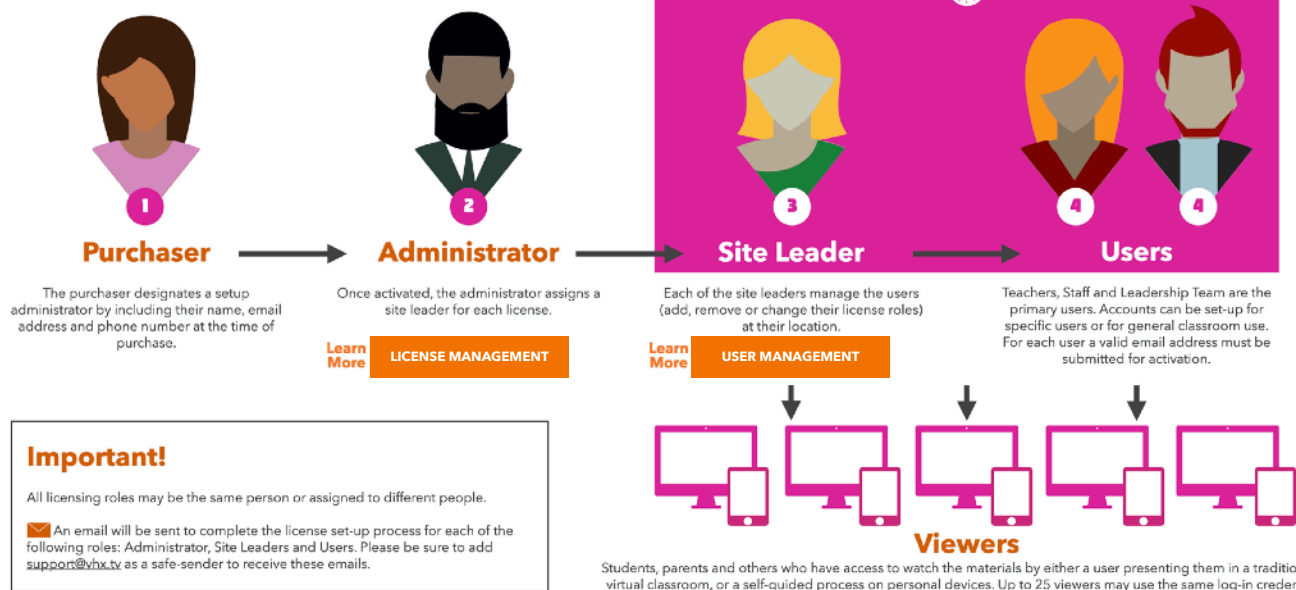 1
2
3
4
4
Purchaser
Administrator
Site Leader
Users
The purchaser designates a setup
administrator by including their name, email
address and phone number at the time of
purchase.
Once activated, the administrator assigns a
site leader for each license.
Learn
More
LICENSE MANAGEMENT
Each of the site leaders manage the users
(add, remove or change their license roles)
at their location.
Learn
More
USER MANAGEMENT
Teachers, Staff and Leadership Team are the
primary users. Accounts can be set-up for
specific users or for general classroom use.
For each user a valid email address must be
submitted for activation.
Important!
All licensing roles may be the same person or assigned to different people.
An email will be sent to complete the license set-up process for each of the
following roles: Administrator, Site Leaders and Users. Please be sure to add
support@vhx.tv as a safe-sender to receive these emails.
Viewers
Students, parents and others who have access to watch the materials by either a user presenting them in a
virtual classroom, or a self-guided process on personal devices. Up to 25 viewers may use the same log-in